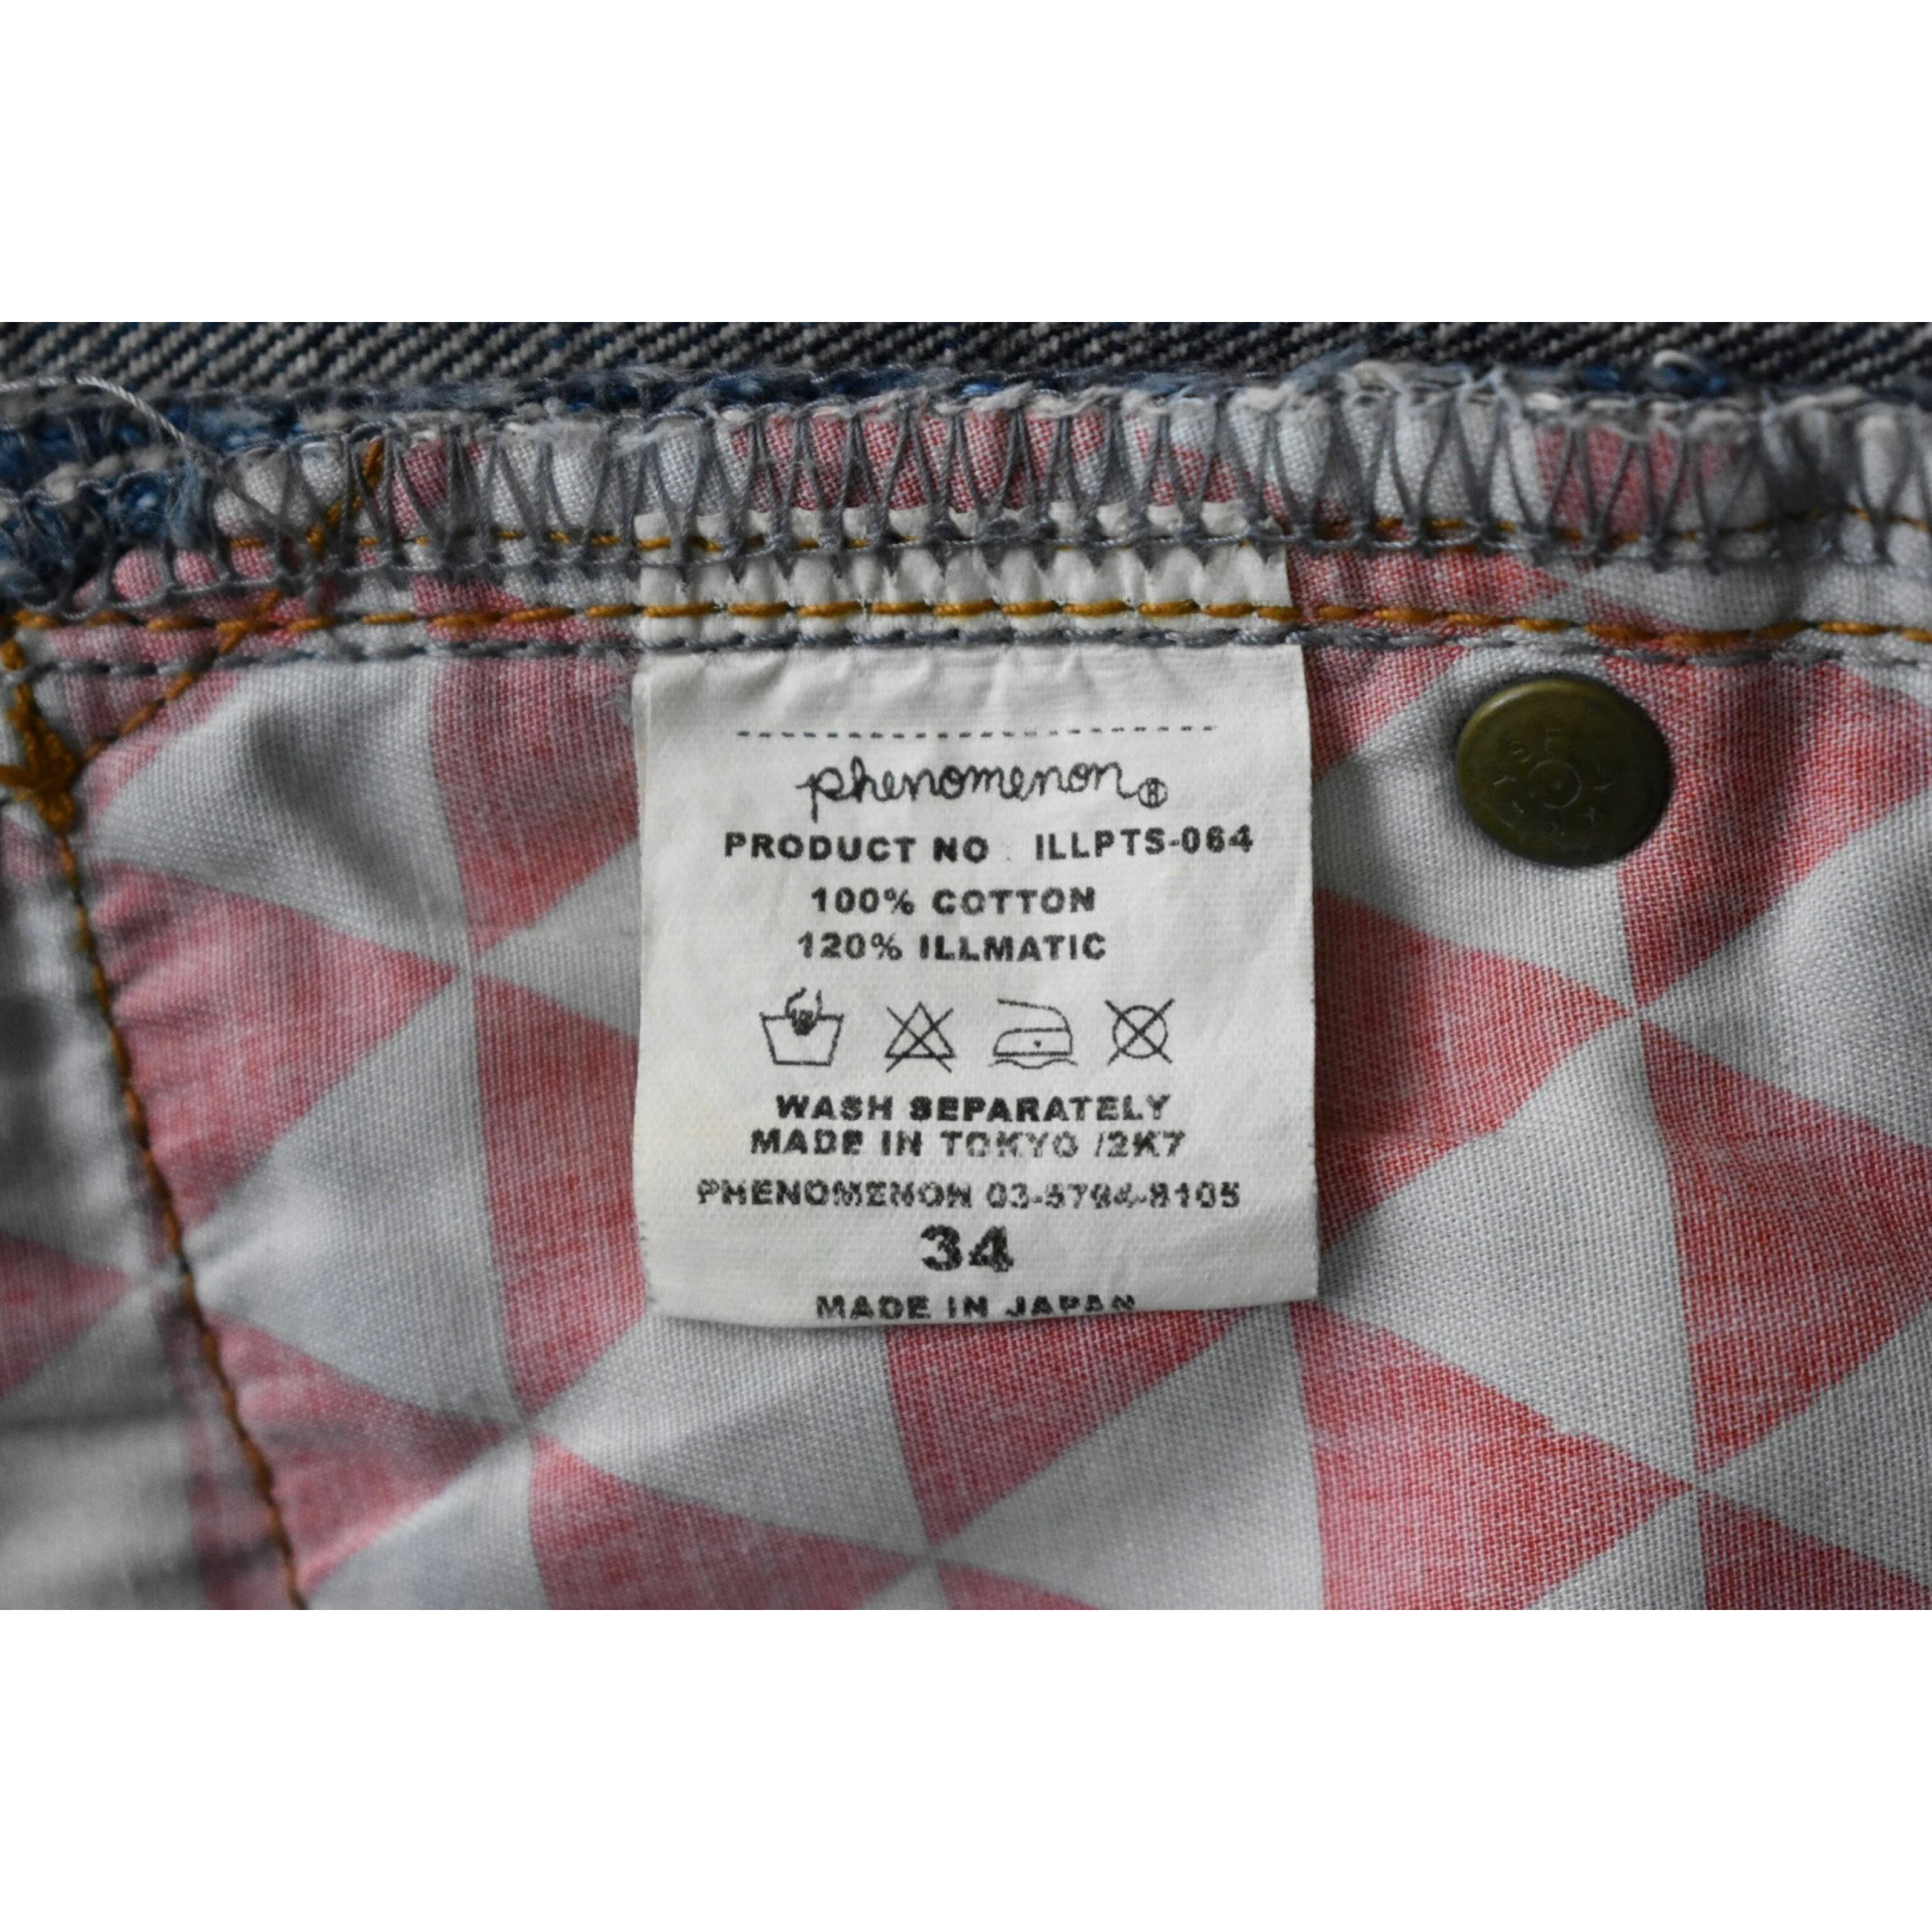 phenomenon®
PRODUCT NO : ILLPTS-064
100% COTTON
120% ILLMATIC
WASH SEPARATELY
MADE IN TOKYO /2K7
PHENOMENON 03-5794-8105
34
MADE IN JAPAN